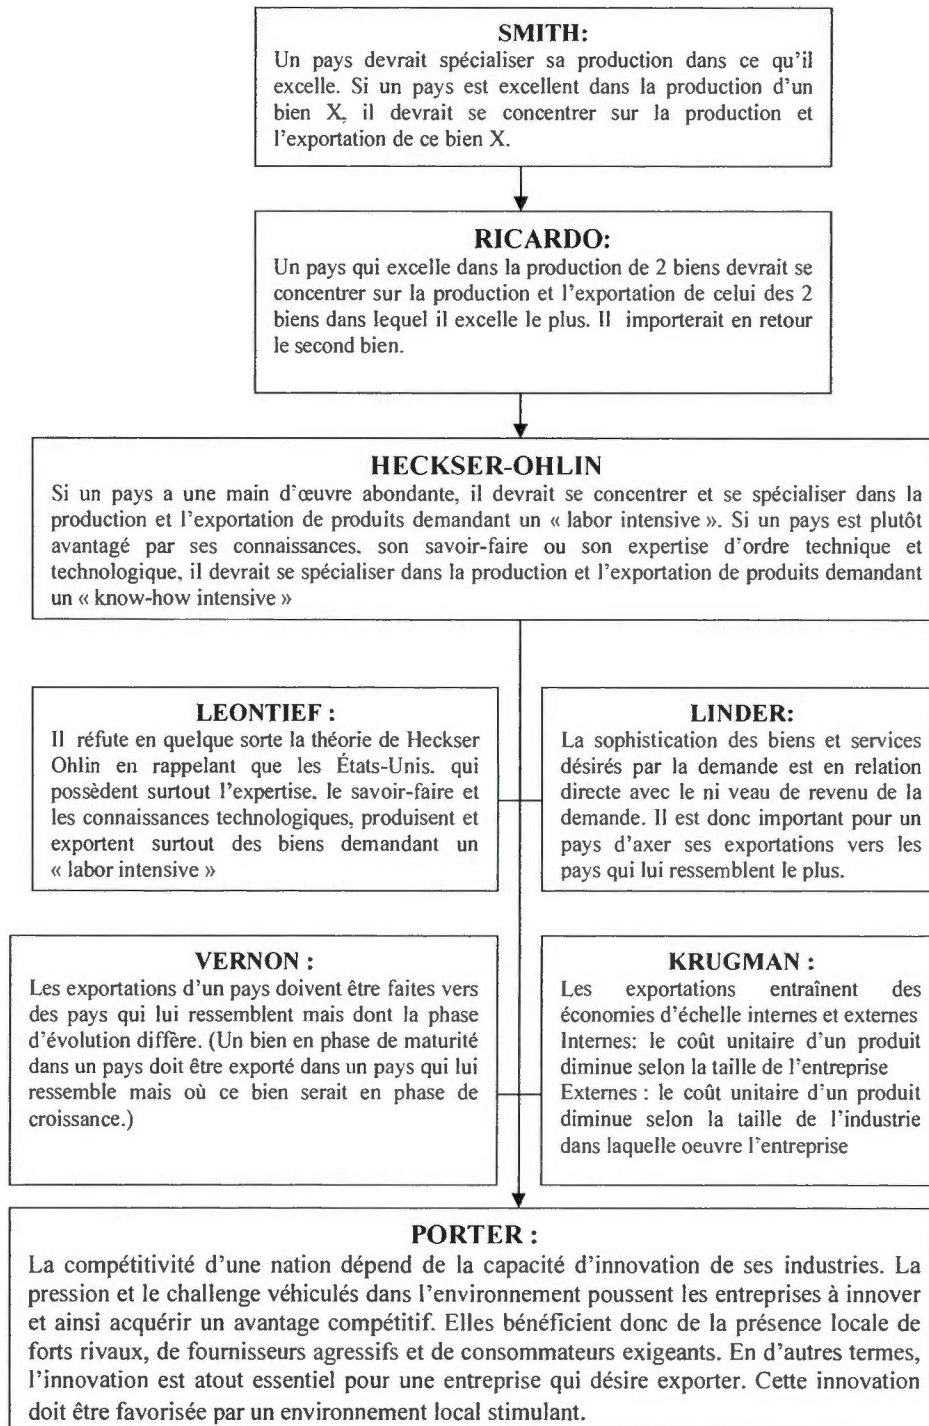 SMITH:
Un pays devrait spécialiser sa production dans ce qu'il
excelle. Si un pays est excellent dans la production d'un
bien X, il devrait se concentrer sur la production et
l'exportation de ce bien X.
RICARDO:
Un pays qui excelle dans la production de 2 biens devrait se
concentrer sur la production et l'exportation de celui des 2
biens dans lequel il excelle le plus. Il importerait en retour
le second bien.
HECKSER-OHLIN
Si un pays a une main d'œuvre abondante, il devrait se concentrer et se spécialiser dans la
production et l'exportation de produits demandant un « labor intensive ». Si un pays est plutôt
avantagé par ses connaissances, son savoir-faire ou son expertise d'ordre technique et
technologique, il devrait se spécialiser dans la production et l'exportation de produits demandant
un « know-how intensive »
LEONTIEF :
Il réfute en quelque sorte la théorie de Heckser
Ohlin en rappelant que les États-Unis, qui
possèdent surtout l'expertise, le savoir-faire et
les connaissances technologiques, produisent et
exportent surtout des biens demandant un
« labor intensive »
LINDER:
La sophistication des biens et services
désirés par la demande est en relation
directe avec le ni veau de revenu de la
demande. Il est donc important pour un
pays d'axer ses exportations vers les
pays qui lui ressemblent le plus.
VERNON :
Les exportations d'un pays doivent être faites vers
des pays qui lui ressemblent mais dont la phase
d'évolution diffère. (Un bien en phase de maturité
dans un pays doit être exporté dans un pays qui lui
ressemble mais où ce bien serait en phase de
croissance.)
KRUGMAN :
Les exportations entraînent des
économies d'échelle internes et externes
Internes: le coût unitaire d'un produit
diminue selon la taille de l'entreprise
Externes : le coût unitaire d'un produit
diminue selon la taille de l'industrie
dans laquelle oeuvre l'entreprise
PORTER :
La compétitivité d'une nation dépend de la capacité d'innovation de ses industries. La
pression et le challenge véhiculés dans l'environnement poussent les entreprises à innover
et ainsi acquérir un avantage compétitif. Elles bénéficient donc de la présence locale de
forts rivaux, de fournisseurs agressifs et de consommateurs exigeants. En d'autres termes,
l'innovation est atout essentiel pour une entreprise qui désire exporter. Cette innovation
doit être favorisée par un environnement local stimulant.